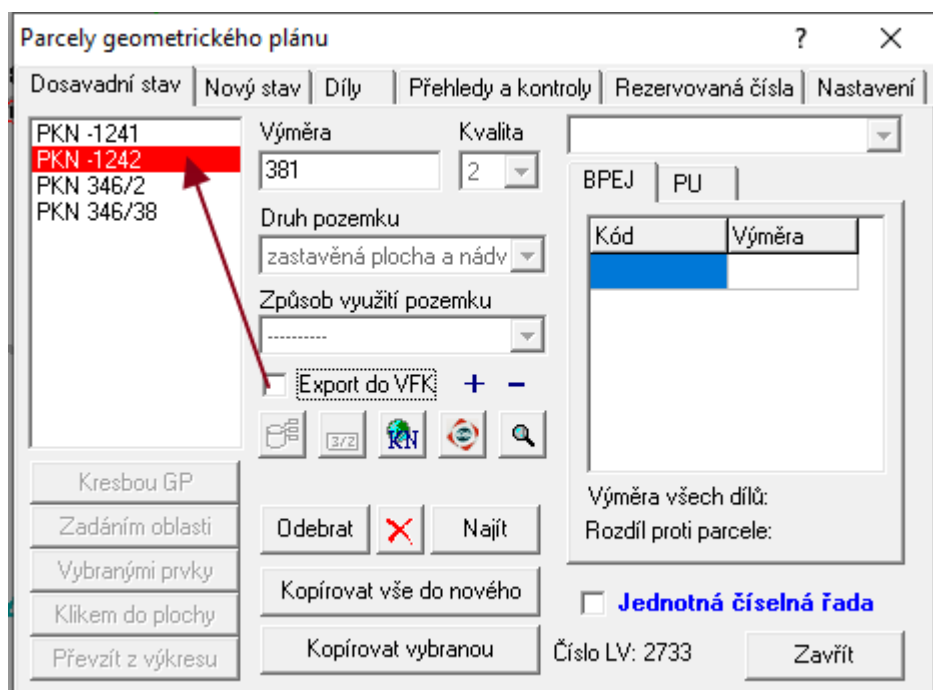 Parcely geometrického plánu ? ×
Dosavadní stav Nový stav Díly Přehledy a kontroly Rezervovaná čísla Nastavení
PKN -1241
PKN -1242
PKN 346/2
PKN 346/38
Kresbou GP
Zadáním oblasti
Vybranými prvky
Klikem do plochy
Převzít z výkresu
Výměra Kvalita
381 2
Druh pozemku
zastavěná plocha a nádv
Způsob využití pozemku
----------
Export do VFK + −
3/2 KN
Odebrat Najít
Kopírovat vše do nového
Kopírovat vybranou
BPEJ PU
Kód Výměra
Výměra všech dílů:
Rozdíl proti parcele:
Jednotná číselná řada
Číslo LV: 2733 Zavřít